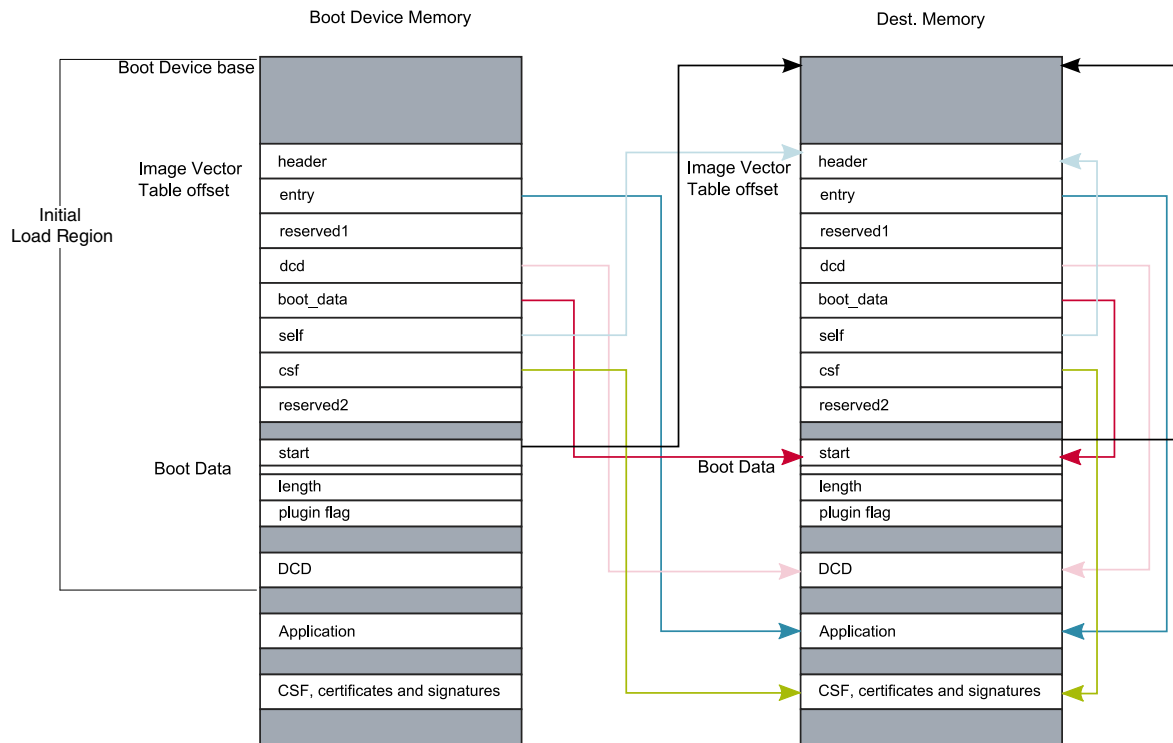 Boot Device Memory
Dest. Memory
Boot Device base
Image Vector
Table offset
Initial
Load Region
header
entry
reserved1
dcd
boot_data
self
csf
reserved2
Boot Data
start
length
plugin flag
DCD
Application
CSF, certificates and signatures
Image Vector
Table offset
header
entry
reserved1
dcd
boot_data
self
csf
reserved2
Boot Data
start
length
plugin flag
DCD
Application
CSF, certificates and signatures